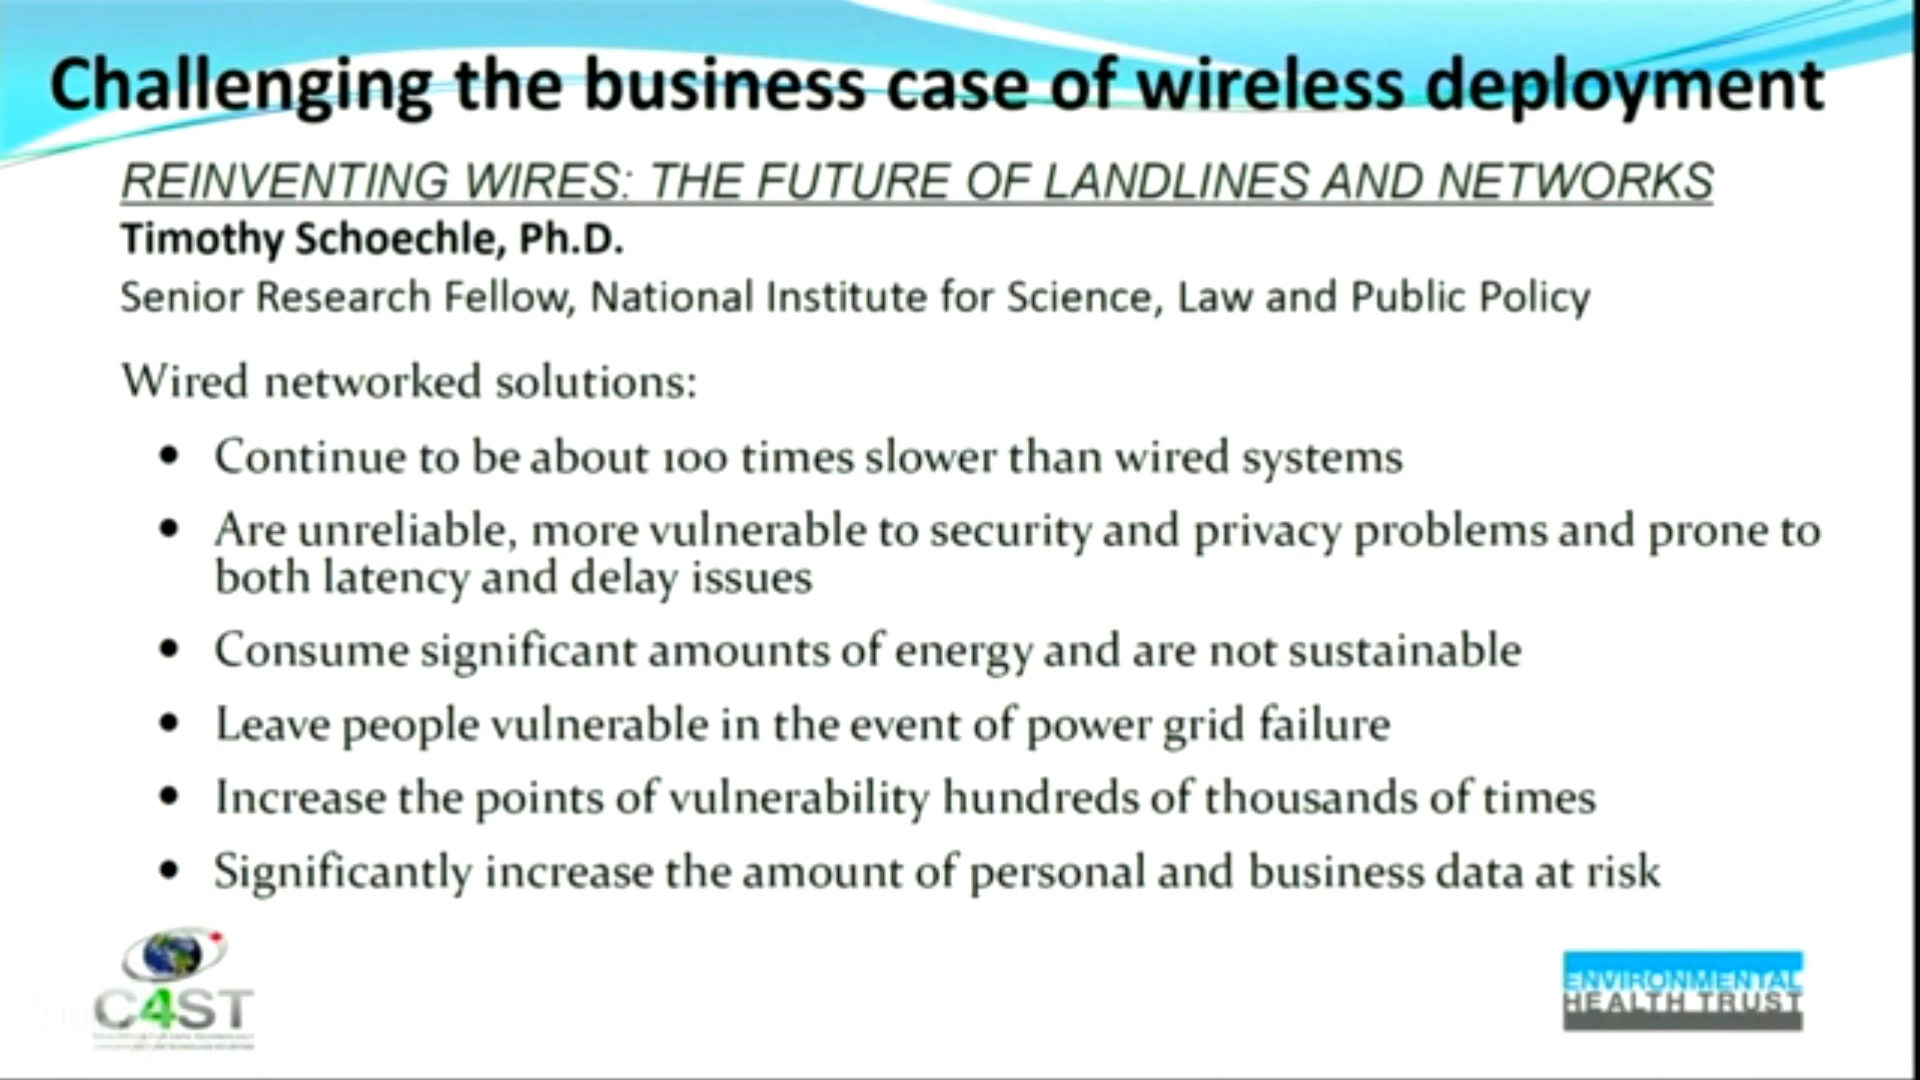 Challenging the business case of wireless deployment
REINVENTING WIRES: THE FUTURE OF LANDLINES AND NETWORKS
Timothy Schoechle, Ph.D.
Senior Research Fellow, National Institute for Science, Law and Public Policy
Wired networked solutions:
• Continue to be about 100 times slower than wired systems
• Are unreliable, more vulnerable to security and privacy problems and prone to
both latency and delay issues
• Consume significant amounts of energy and are not sustainable
• Leave people vulnerable in the event of power grid failure
• Increase the points of vulnerability hundreds of thousands of times
• Significantly increase the amount of personal and business data at risk
C4ST
ENVIRONMENTAL
HEALTH TRUST